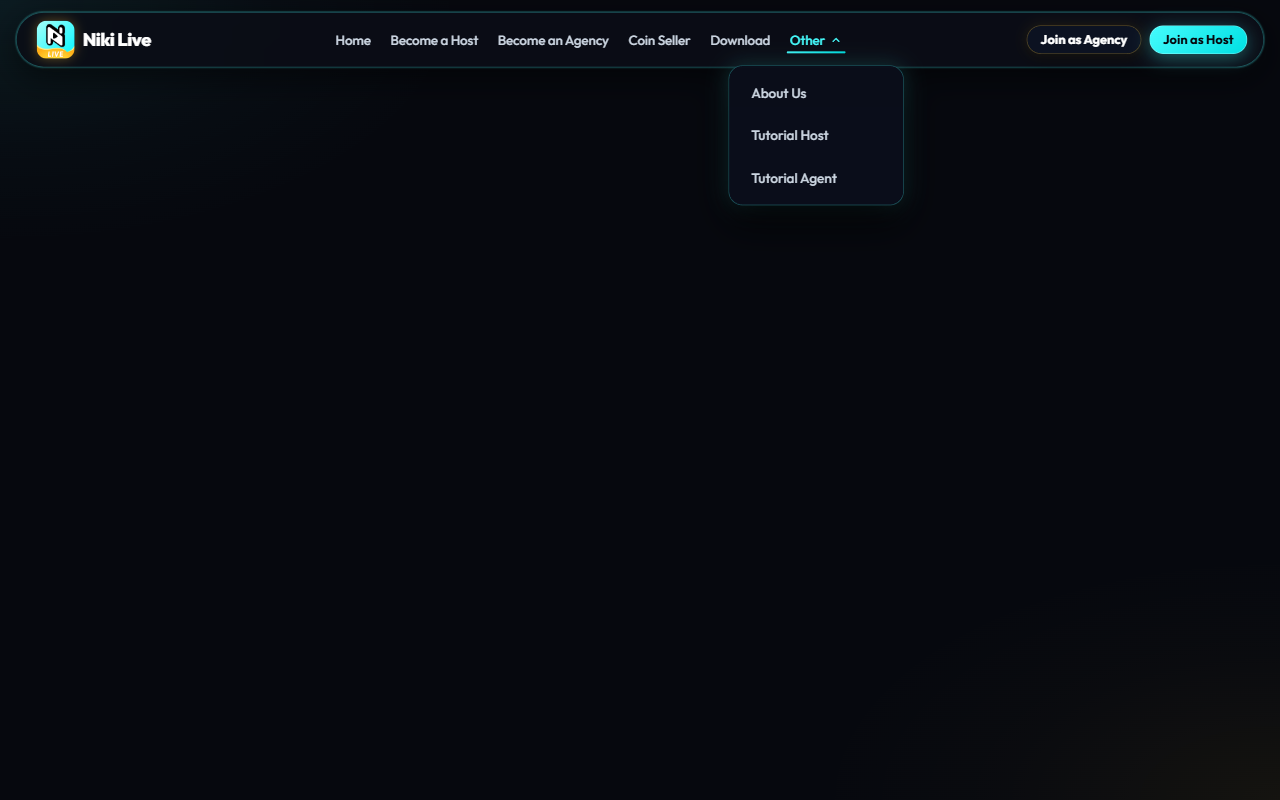 LIVE
Niki Live
Home
Become a Host
Become an Agency
Coin Seller
Download
Other
Join as Agency
Join as Host
About Us
Tutorial Host
Tutorial Agent